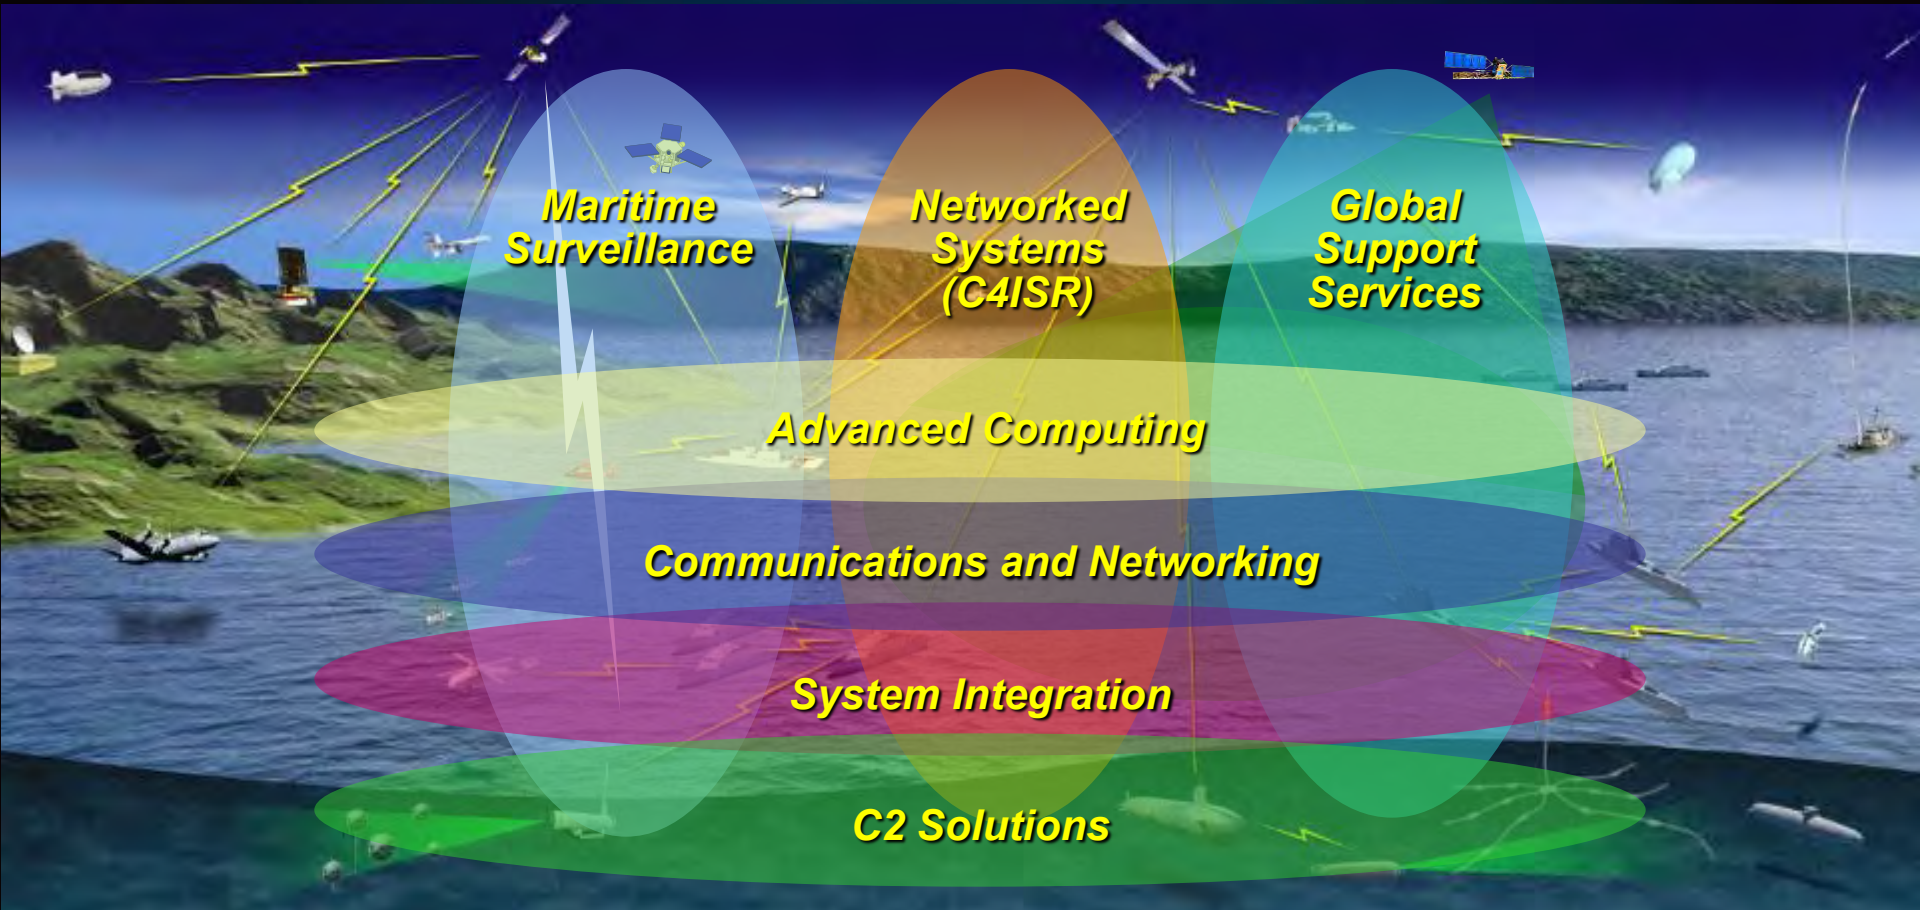 Maritime
Surveillance
Networked
Systems
(C4ISR)
Global
Support
Services
Advanced Computing
Communications and Networking
System Integration
C2 Solutions